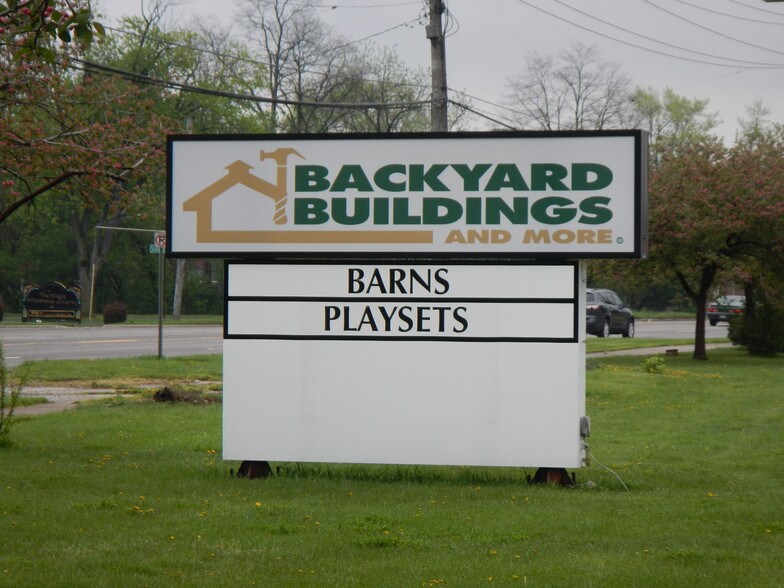 BACKYARD
BUILDINGS
AND MORE
BARNS
PLAYSETS